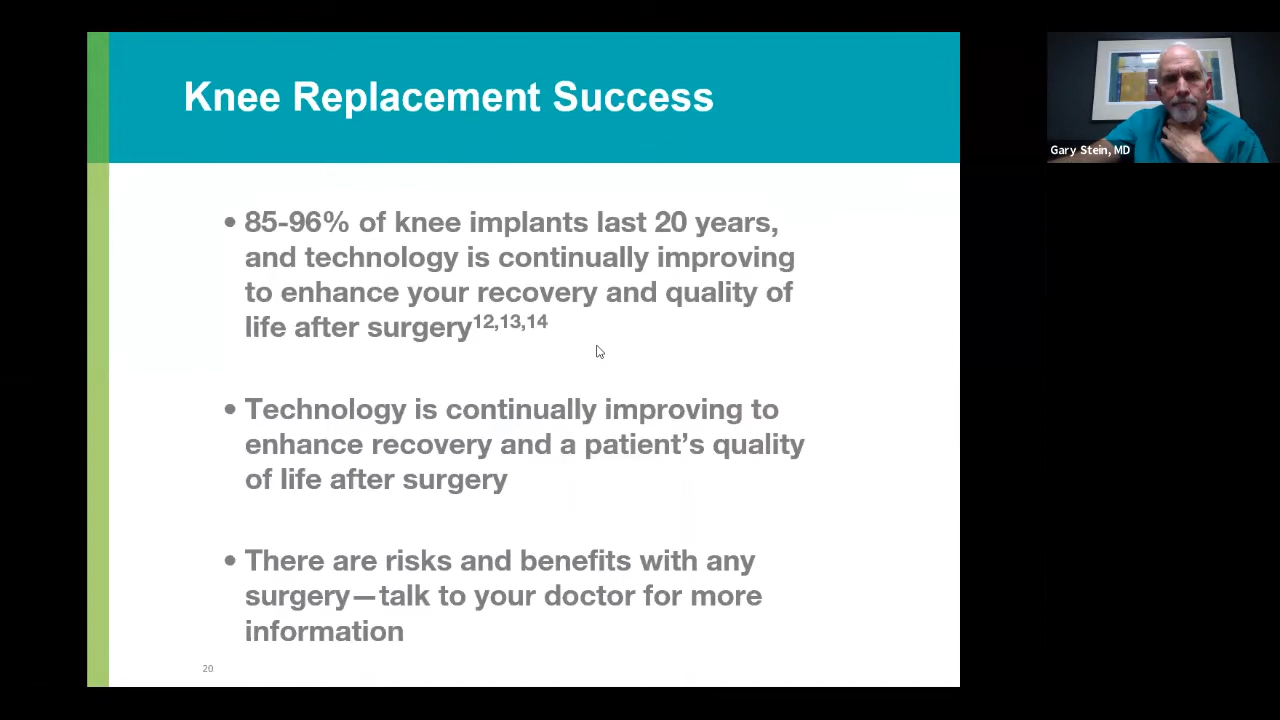 Knee Replacement Success
• 85-96% of knee implants last 20 years,
and technology is continually improving
to enhance your recovery and quality of
life after surgery12,13,14
• Technology is continually improving to
enhance recovery and a patient’s quality
of life after surgery
• There are risks and benefits with any
surgery—talk to your doctor for more
information
20
Gary Stein, MD